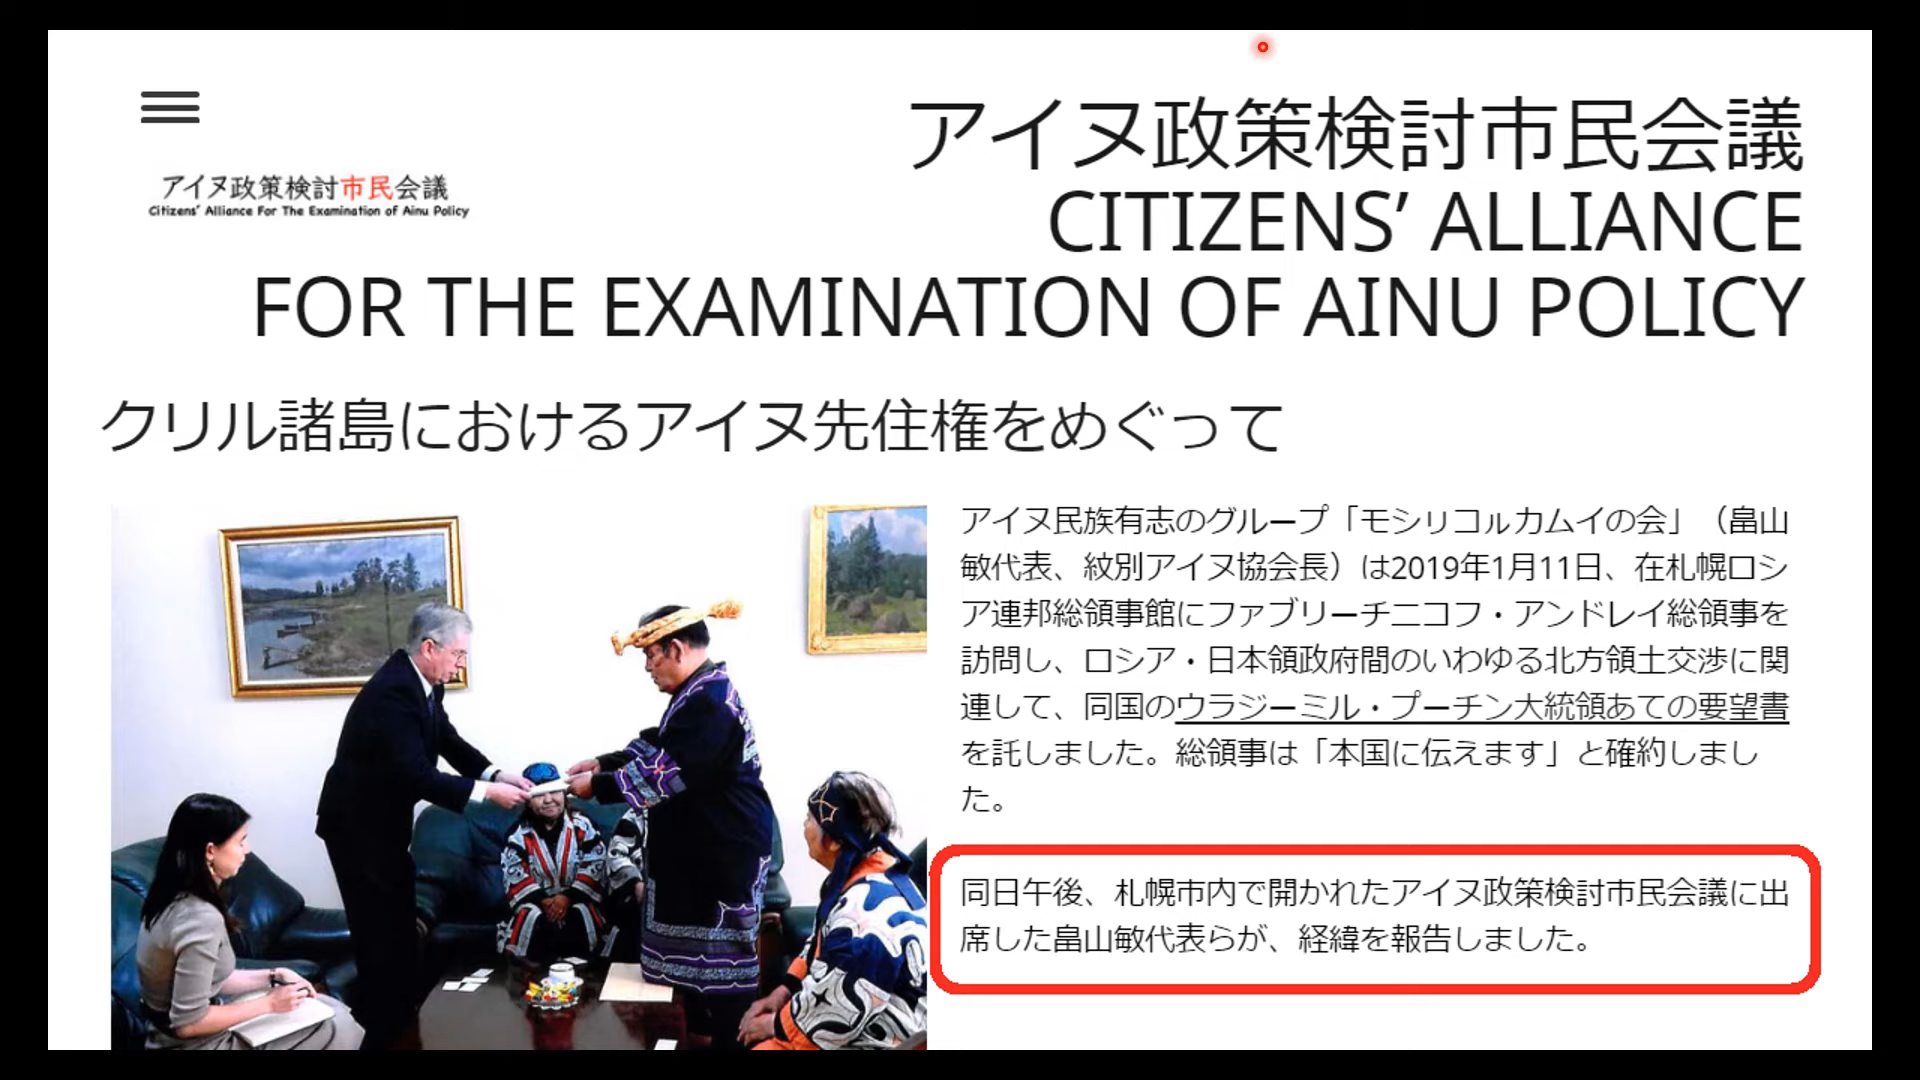 アイヌ政策検討市民会議
CITIZENS’ ALLIANCE
FOR THE EXAMINATION OF AINU POLICY
アイヌ政策検討市民会議
Citizens’ Alliance For The Examination of Ainu Policy
クリル諸島におけるアイヌ先住権をめぐって
アイヌ民族有志のグループ「モシㇼコㇽカムイの会」（畠山
敏代表、紋別アイヌ協会長）は2019年1月11日、在札幌ロシ
ア連邦総領事館にファブリーチニコフ・アンドレイ総領事を
訪問し、ロシア・日本領政府間のいわゆる北方領土交渉に関
連して、同国のウラジーミル・プーチン大統領あての要望書
を託しました。総領事は「本国に伝えます」と確約しまし
た。
同日午後、札幌市内で開かれたアイヌ政策検討市民会議に出
席した畠山敏代表らが、経緯を報告しました。